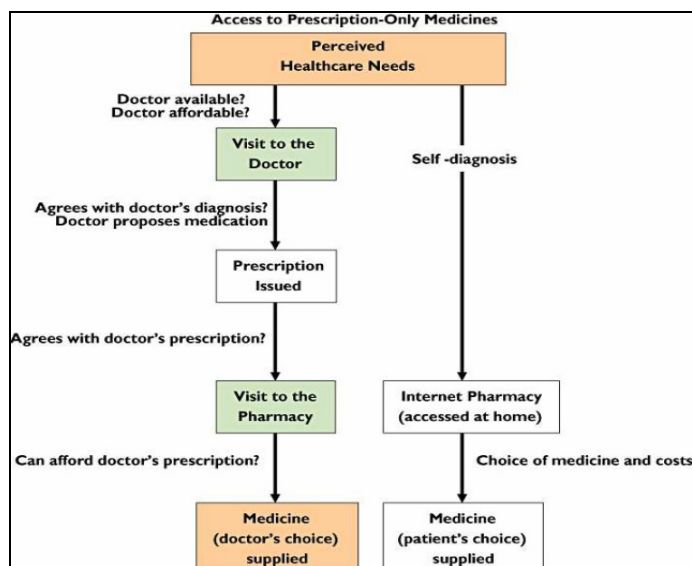 Access to Prescription-Only Medicines
Perceived
Healthcare Needs
Doctor available?
Doctor affordable?
Visit to the
Doctor
Self -diagnosis
Agrees with doctor's diagnosis?
Doctor proposes medication
Prescription
Issued
Agrees with doctor's prescription?
Visit to the
Pharmacy
Internet Pharmacy
(accessed at home)
Can afford doctor's prescription?
Choice of medicine and costs
Medicine
(doctor's choice)
supplied
Medicine
(patient's choice)
supplied